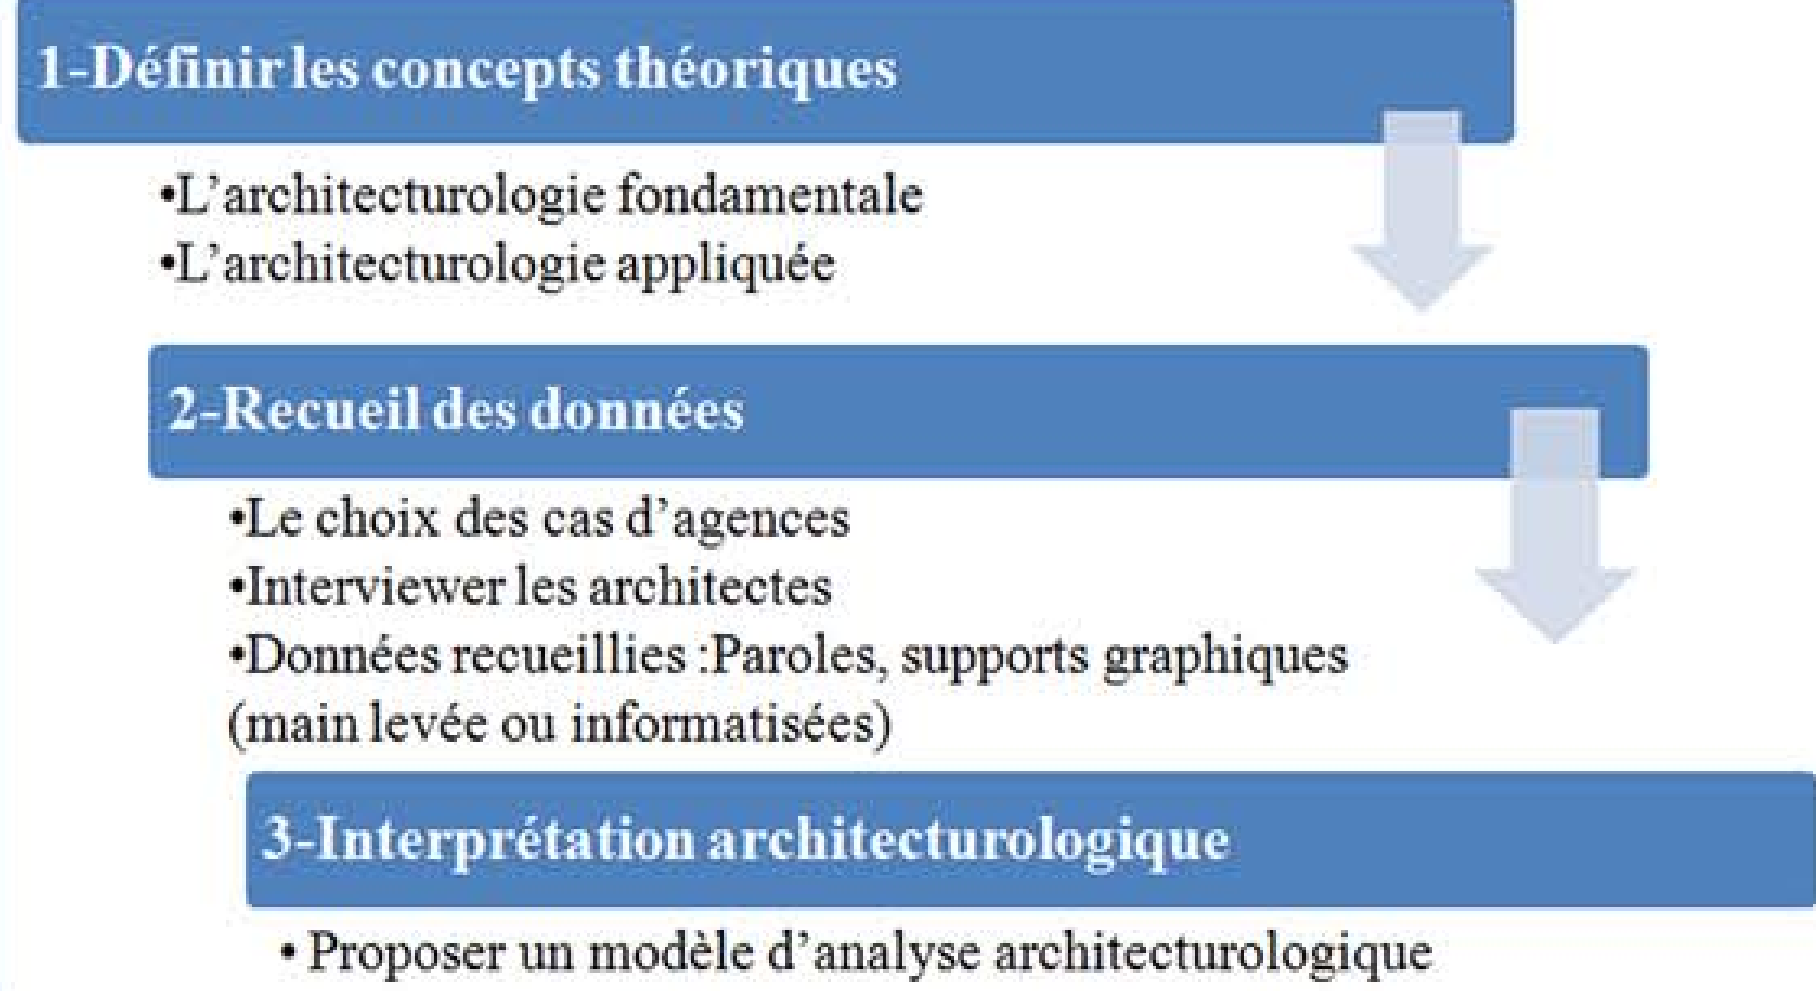 1-Définir les concepts théoriques
•L’architecturologie fondamentale
•L’architecturologie appliquée
2-Recueil des données
•Le choix des cas d’agences
•Interviewer les architectes
•Données recueillies :Paroles, supports graphiques
(main levée ou informatisées)
3-Interprétation architecturologique
• Proposer un modèle d’analyse architecturologique